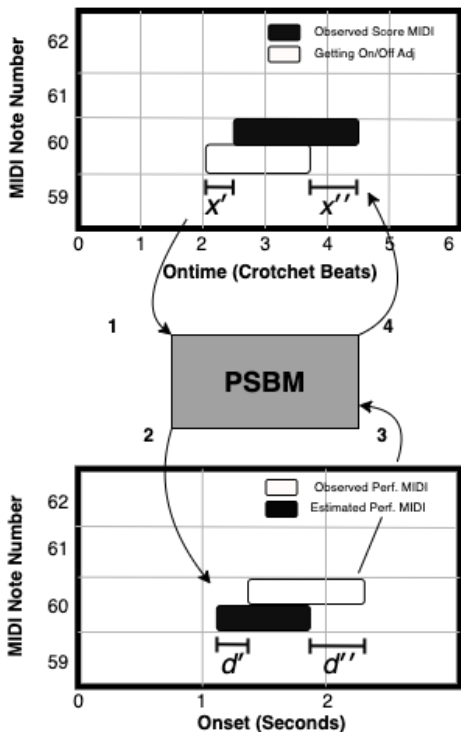 MIDI Note Number
62
61
60
59
Observed Score MIDI
Getting On/Off Adj
x′
x′′
0 1 2 3 4 5 6
Ontime (Crotchet Beats)
1
4
PSBM
2
3
MIDI Note Number
62
61
60
59
Observed Perf. MIDI
Estimated Perf. MIDI
d′
d′′
0 1 2
Onset (Seconds)